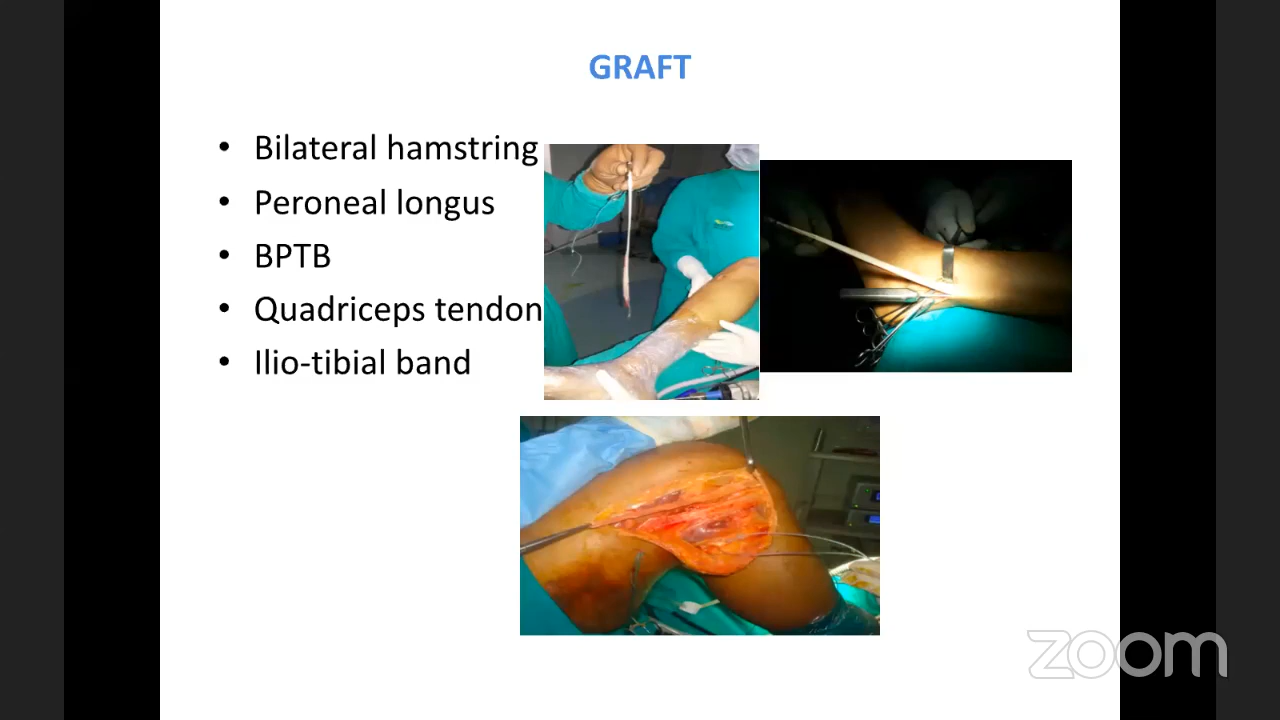 GRAFT
• Bilateral hamstring
• Peroneal longus
• BPTB
• Quadriceps tendon
• Ilio-tibial band
zoom